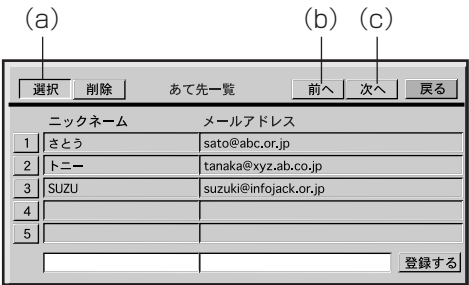 (a) (b) (c)
選択 削除 あて先一覧 前へ 次へ 戻る
ニックネーム メールアドレス
1 さとう sato@abc.or.jp
2 トニー tanaka@xyz.ab.co.jp
3 SUZU suzuki@infojack.or.jp
4
5
登録する